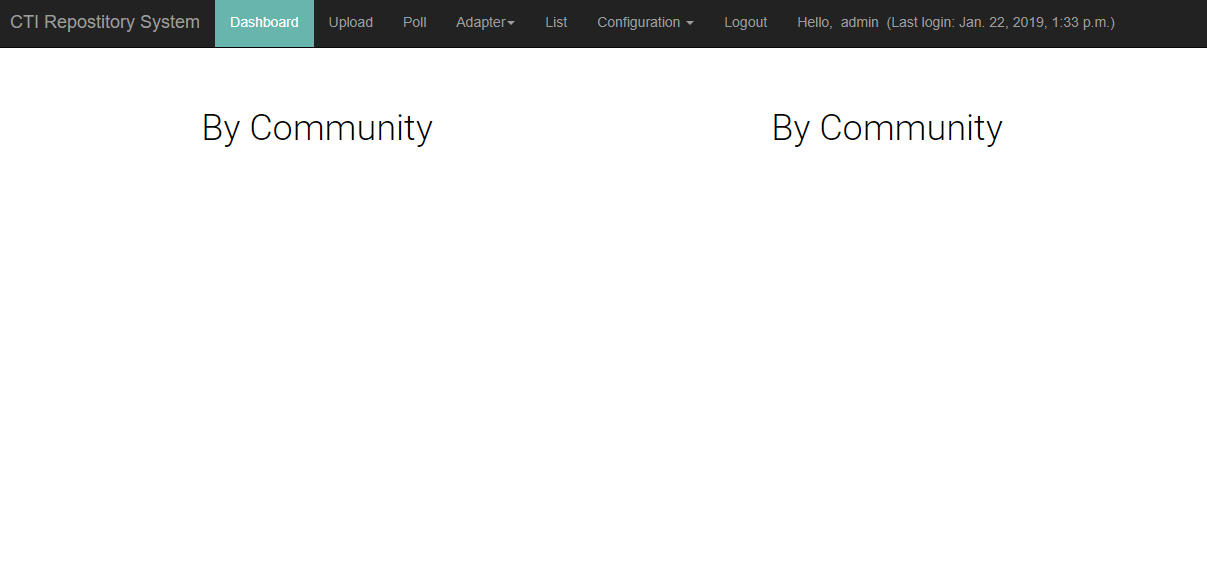 CTI Repostitory System Dashboard Upload Poll Adapter List Configuration Logout Hello, admin (Last login: Jan. 22, 2019, 1:33 p.m.)
By Community By Community